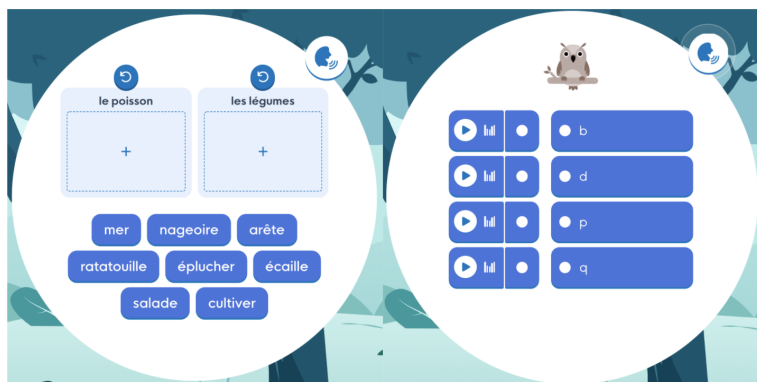 le poisson
les légumes
+
+
mer nageoire arête
ratatouille éplucher écaille
salade cultiver
b
d
p
q